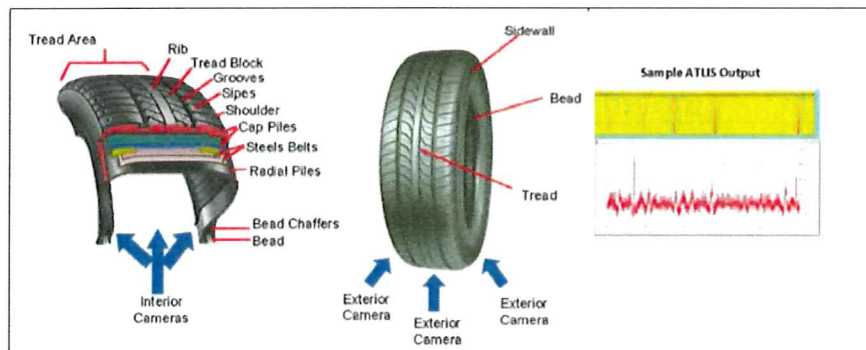 Tread Area
Rib
Tread Block
Grooves
Sipes
Shoulder
Cap Piles
Steels Belts
Radial Piles
Bead Chaffers
Bead
Interior
Cameras
Sidewall
Bead
Tread
Exterior
Camera
Exterior
Camera
Exterior
Camera
Sample ATLIS Output